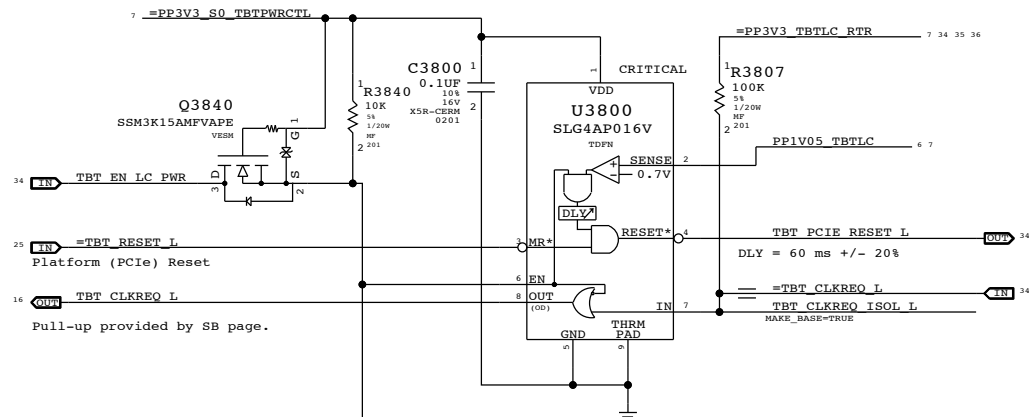 7 =PP3V3_S0_TBTPWRCTL
=PP3V3_TBTLC_RTR 7 34 35 36
C3800 1
0.1UF
10%
16V
X5R-CERM
0201
2
1
R3840
10K
5%
1/20W
MF
2 201
Q3840
SSM3K15AMFVAPE
VESM
G 1
D 3
S 2
1
VDD
CRITICAL
U3800
SLG4AP016V
TDFN
1
R3807
100K
5%
1/20W
MF
2 201
SENSE 2
PP1V05_TBTLC 6 7
+
- 0.7V
34 IN TBT_EN_LC_PWR
DLY
25 IN =TBT_RESET_L
3 MR*
RESET* 4
TBT_PCIE_RESET_L OUT 34
Platform (PCIe) Reset
DLY = 60 ms +/- 20%
6 EN
16 OUT TBT_CLKREQ_L
8 OUT
(OD)
=TBT_CLKREQ_L IN 34
IN 7
TBT_CLKREQ_ISOL_L
MAKE_BASE=TRUE
Pull-up provided by SB page.
GND
THRM
PAD
5
9